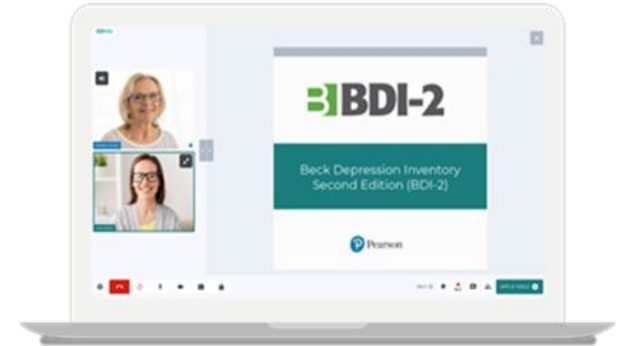 BDI-2
Beck Depression Inventory
Second Edition (BDI-2)
Pearson